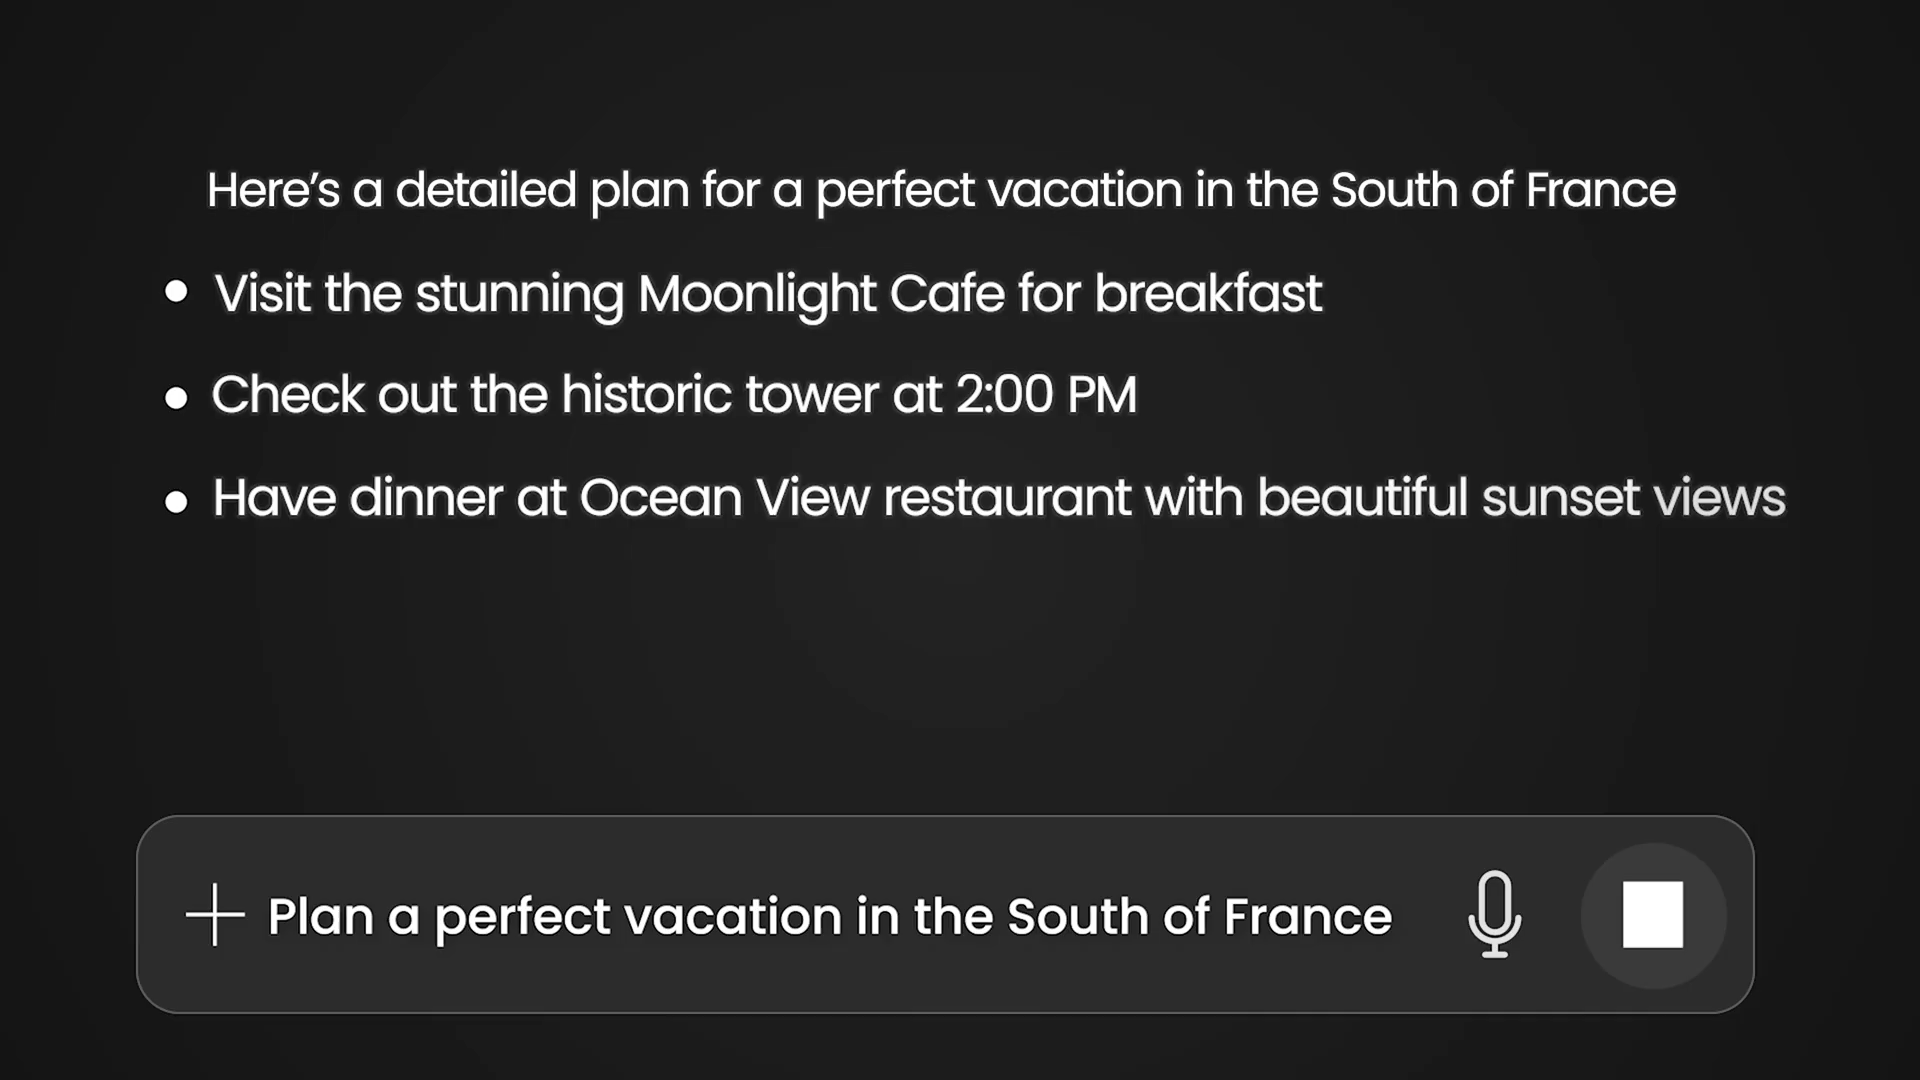 Here’s a detailed plan for a perfect vacation in the South of France
Visit the stunning Moonlight Cafe for breakfast
Check out the historic tower at 2:00 PM
Have dinner at Ocean View restaurant with beautiful sunset views
Plan a perfect vacation in the South of France